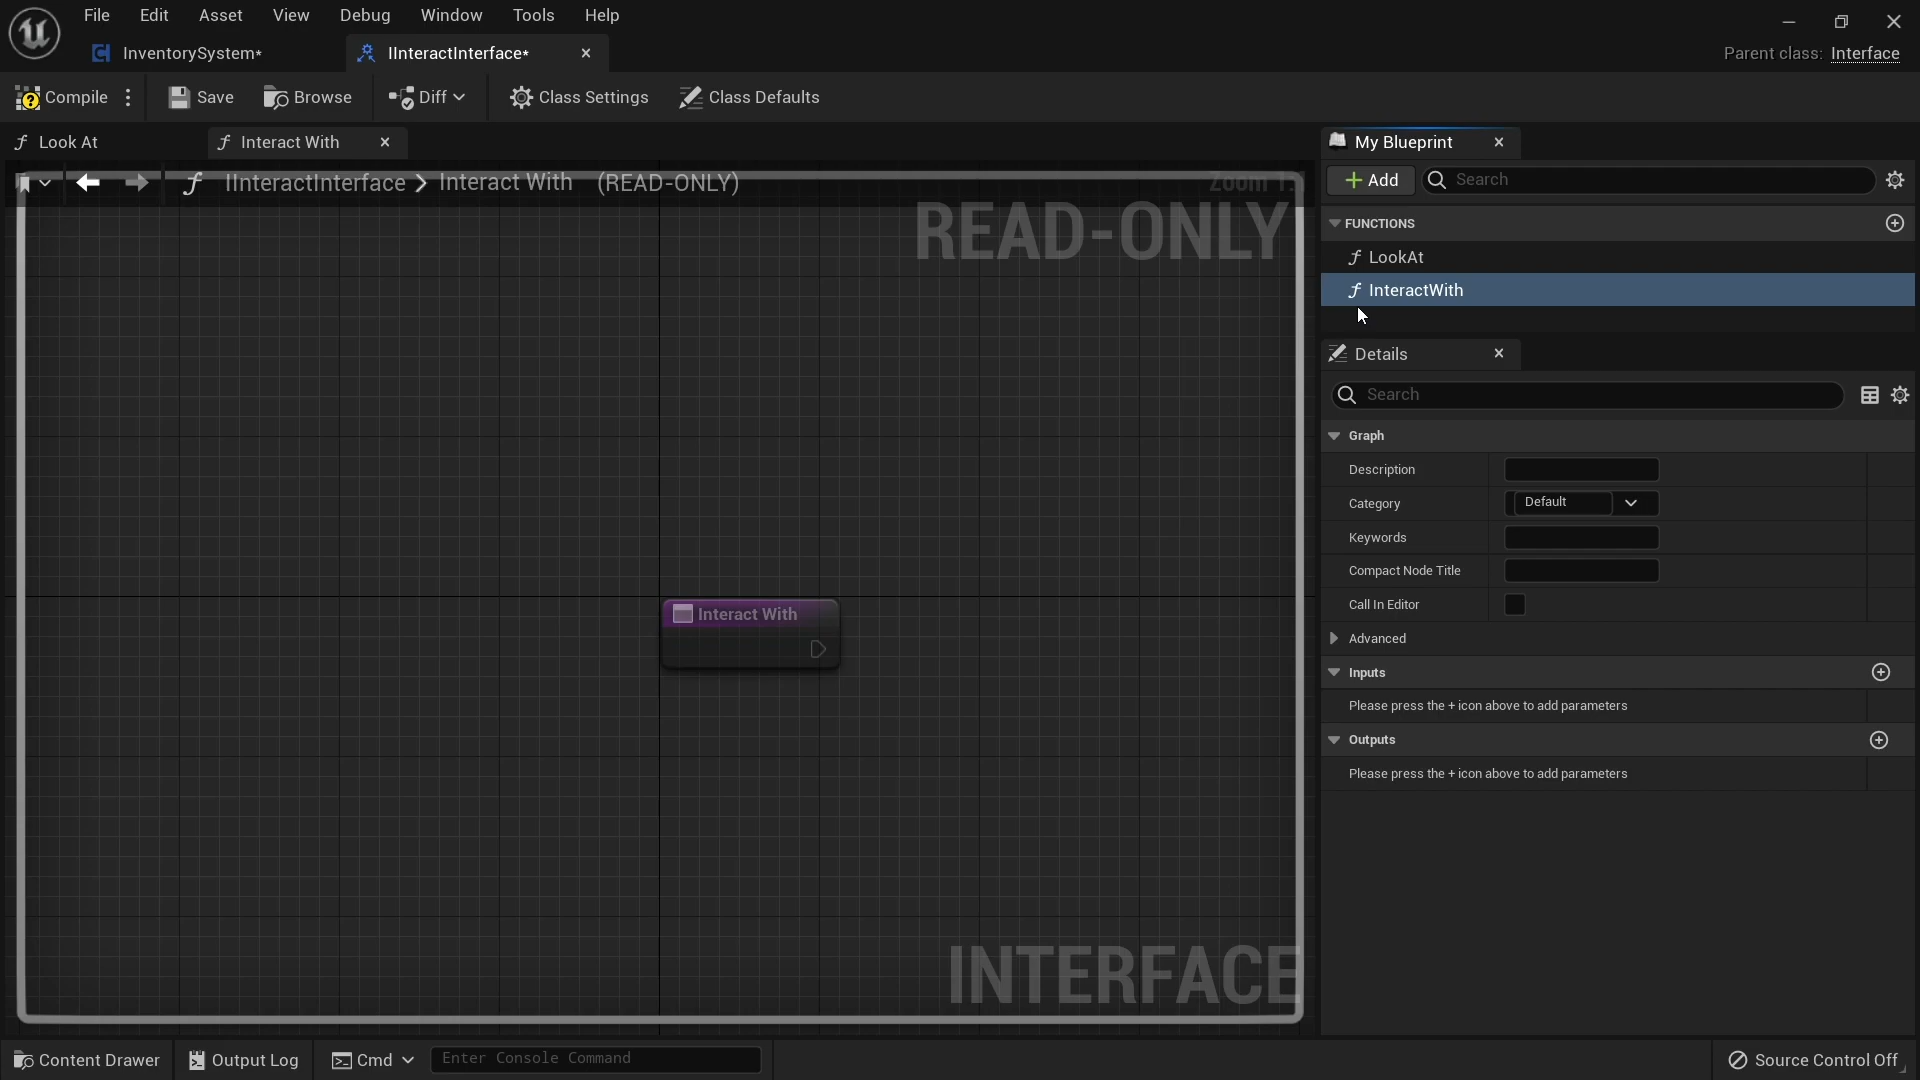 File Edit Asset View Debug Window Tools Help
InventorySystem* IInteractInterface* Parent class: Interface
Compile Save Browse Diff Class Settings Class Defaults
Look At Interact With My Blueprint
IInteractInterface > Interact With (READ-ONLY) Zoom 1:1
+ Add Search
READ-ONLY
FUNCTIONS
LookAt
InteractWith
Details
Search
Graph
Description
Category Default
Keywords
Compact Node Title
Call In Editor
Advanced
Interact With
Inputs
Please press the + icon above to add parameters
Outputs
Please press the + icon above to add parameters
INTERFACE
Content Drawer Output Log Cmd Enter Console Command Source Control Off